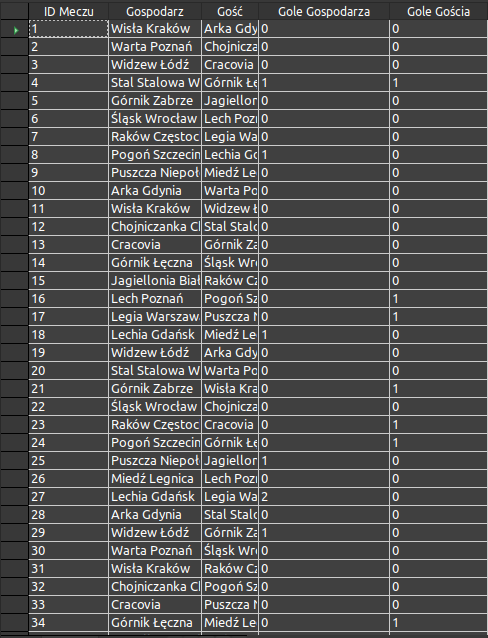 ID Meczu Gospodarz Gość Gole Gospodarza Gole Gościa
1 Wisła Kraków Arka Gdy 0 0
2 Warta Poznań Chojnicza 0 0
3 Widzew Łódź Cracovia 0 0
4 Stal Stalowa W Górnik Łę 1 1
5 Górnik Zabrze Jagiellon 0 0
6 Śląsk Wrocław Lech Pozn 0 0
7 Raków Częstoc Legia Wa 0 0
8 Pogoń Szczecin Lechia Gd 1 0
9 Puszcza Niepoł Miedź Le 0 0
10 Arka Gdynia Warta Po 0 0
11 Wisła Kraków Widzew Ł 0 0
12 Chojniczanka Ch Stal Stalo 0 0
13 Cracovia Górnik Za 0 0
14 Górnik Łęczna Śląsk Wro 0 0
15 Jagiellonia Biał Raków Cz 0 0
16 Lech Poznań Pogoń Sz 0 1
17 Legia Warszawa Puszcza N 0 1
18 Lechia Gdańsk Miedź Le 1 0
19 Widzew Łódź Arka Gdy 0 0
20 Stal Stalowa W Warta Po 0 0
21 Górnik Zabrze Wisła Kra 0 1
22 Śląsk Wrocław Chojnicza 0 0
23 Raków Częstoc Cracovia 0 1
24 Pogoń Szczecin Górnik Łę 0 1
25 Puszcza Niepoł Jagiellon 1 0
26 Miedź Legnica Lech Pozn 0 0
27 Lechia Gdańsk Legia Wa 2 0
28 Arka Gdynia Stal Stalo 0 0
29 Widzew Łódź Górnik Za 1 0
30 Warta Poznań Śląsk Wro 0 0
31 Wisła Kraków Raków Cz 0 0
32 Chojniczanka Ch Pogoń Sz 0 0
33 Cracovia Puszcza N 0 0
34 Górnik Łęczna Miedź Le 0 1